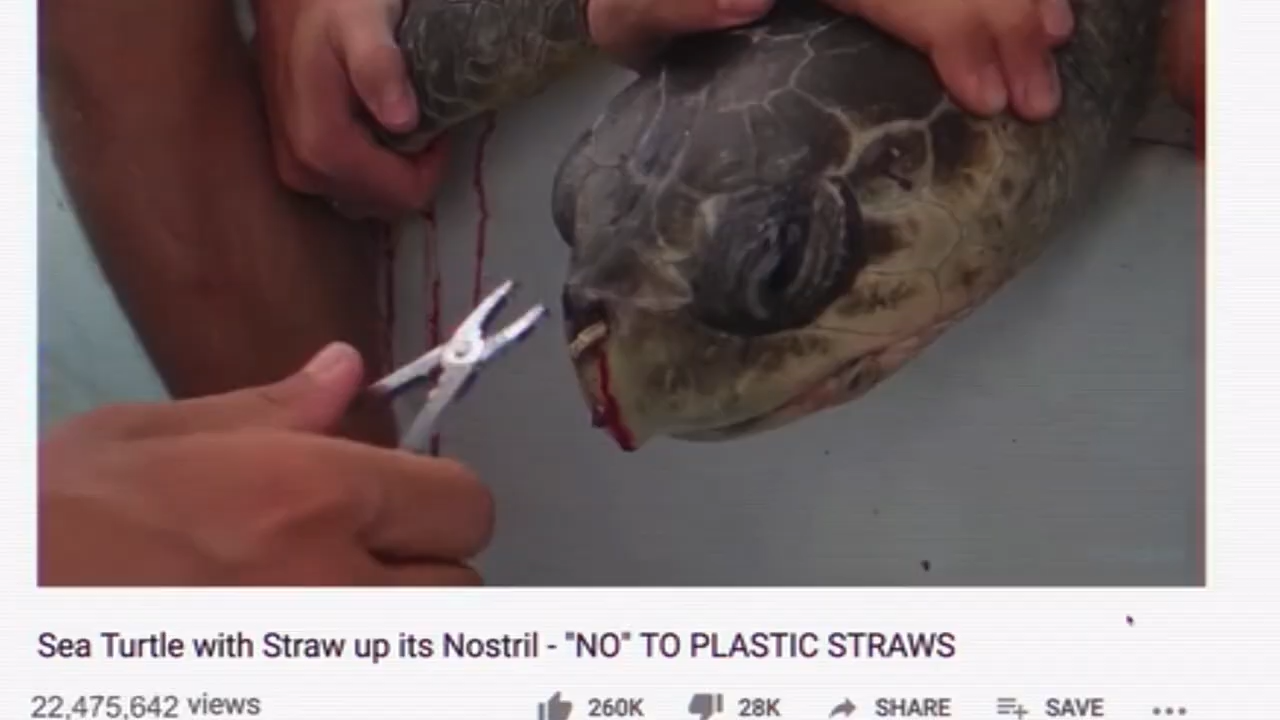 Sea Turtle with Straw up its Nostril - "NO" TO PLASTIC STRAWS
22,475,642 views 260K 28K SHARE SAVE